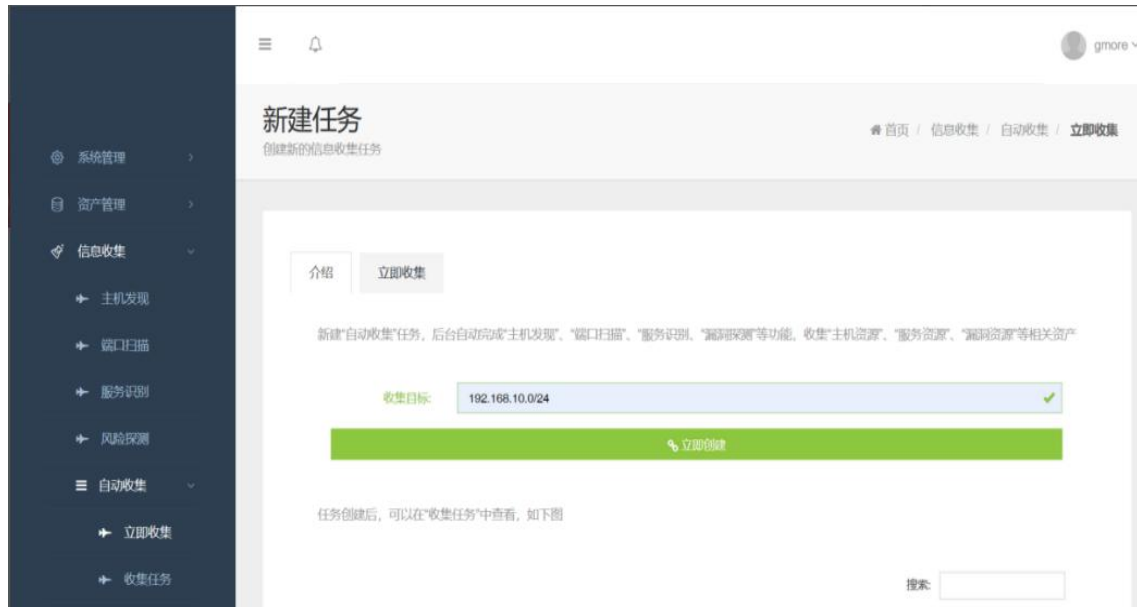 gmore
新建任务
创建新的信息收集任务
首页 / 信息收集 / 自动收集 / 立即收集
系统管理
资产管理
信息收集
主机发现
端口扫描
服务识别
风险探测
自动收集
立即收集
收集任务
介绍 立即收集
新建“自动收集”任务，后台自动完成“主机发现”、“端口扫描”、“服务识别、“漏洞探测”等功能，收集“主机资源”、“服务资源”、“漏洞资源”等相关资产
收集目标: 192.168.10.0/24
立即创建
任务创建后，可以在“收集任务”中查看，如下图
搜索: